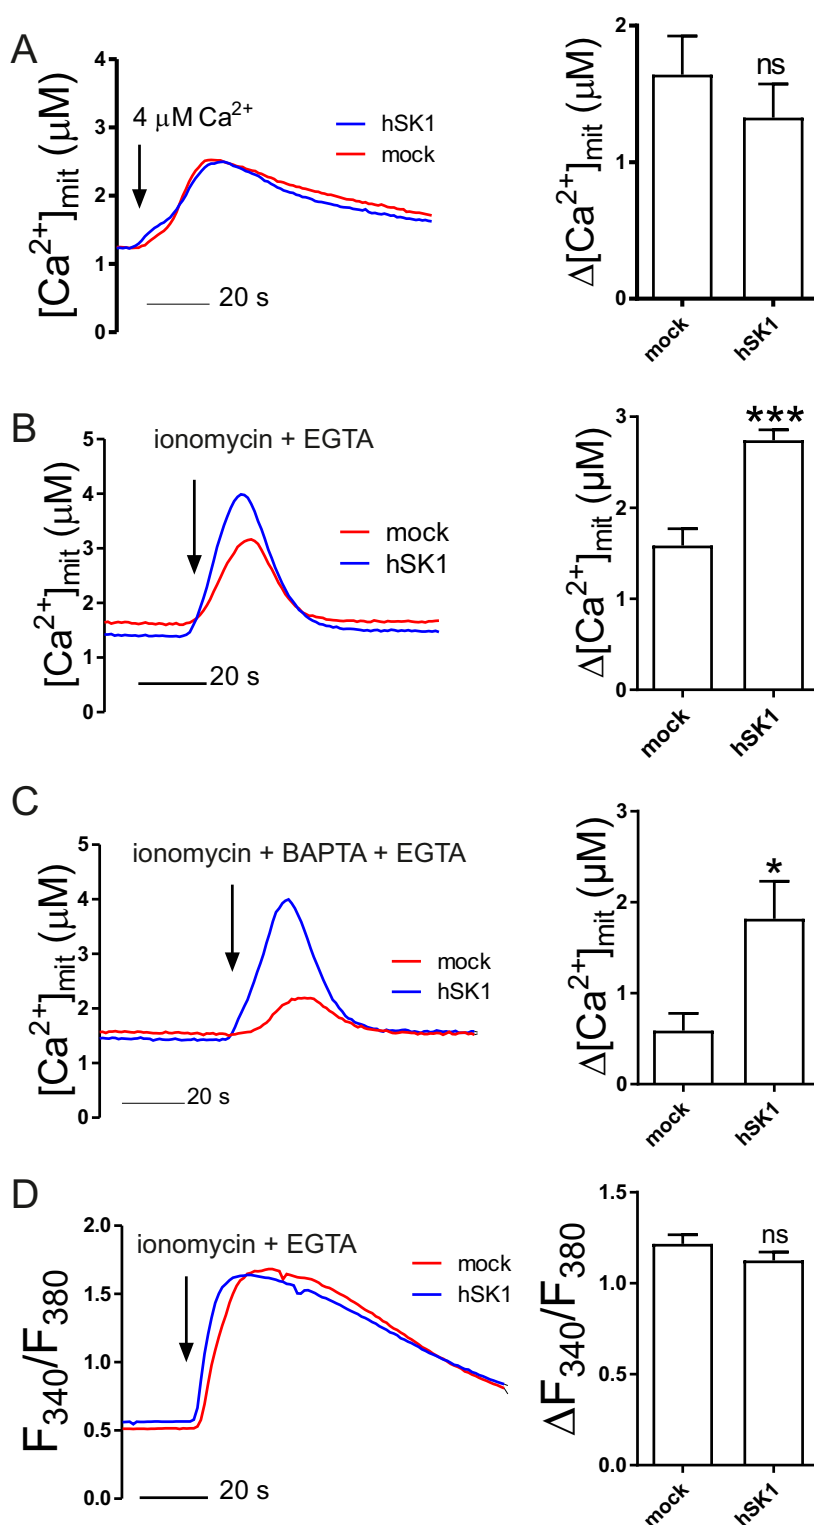 A
[Ca²⁺]mit (μM)
4
3
2
1
0
4 μM Ca²⁺
hSK1
mock
20 s
Δ[Ca²⁺]mit (μM)
2
1
0
ns
mock
hSK1
B
[Ca²⁺]mit (μM)
5
4
3
2
1
0
ionomycin + EGTA
mock
hSK1
20 s
Δ[Ca²⁺]mit (μM)
3
2
1
0
***
mock
hSK1
C
[Ca²⁺]mit (μM)
5
4
3
2
1
0
ionomycin + BAPTA + EGTA
mock
hSK1
20 s
Δ[Ca²⁺]mit (μM)
3
2
1
0
*
mock
hSK1
D
F₃₄₀/F₃₈₀
2.0
1.5
1.0
0.5
0.0
ionomycin + EGTA
mock
hSK1
20 s
ΔF₃₄₀/F₃₈₀
1.5
1.0
0.5
0.0
ns
mock
hSK1